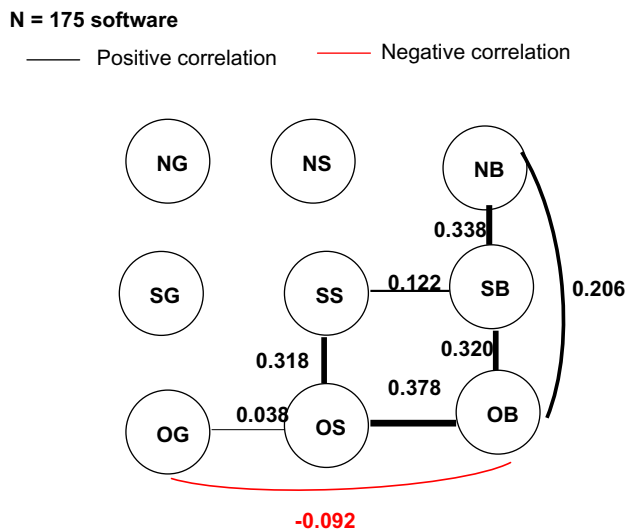 N = 175 software
Positive correlation
Negative correlation
NG
NS
NB
0.338
SG
SS
0.122
SB
0.206
0.318
0.320
0.378
OG
0.038
OS
OB
-0.092